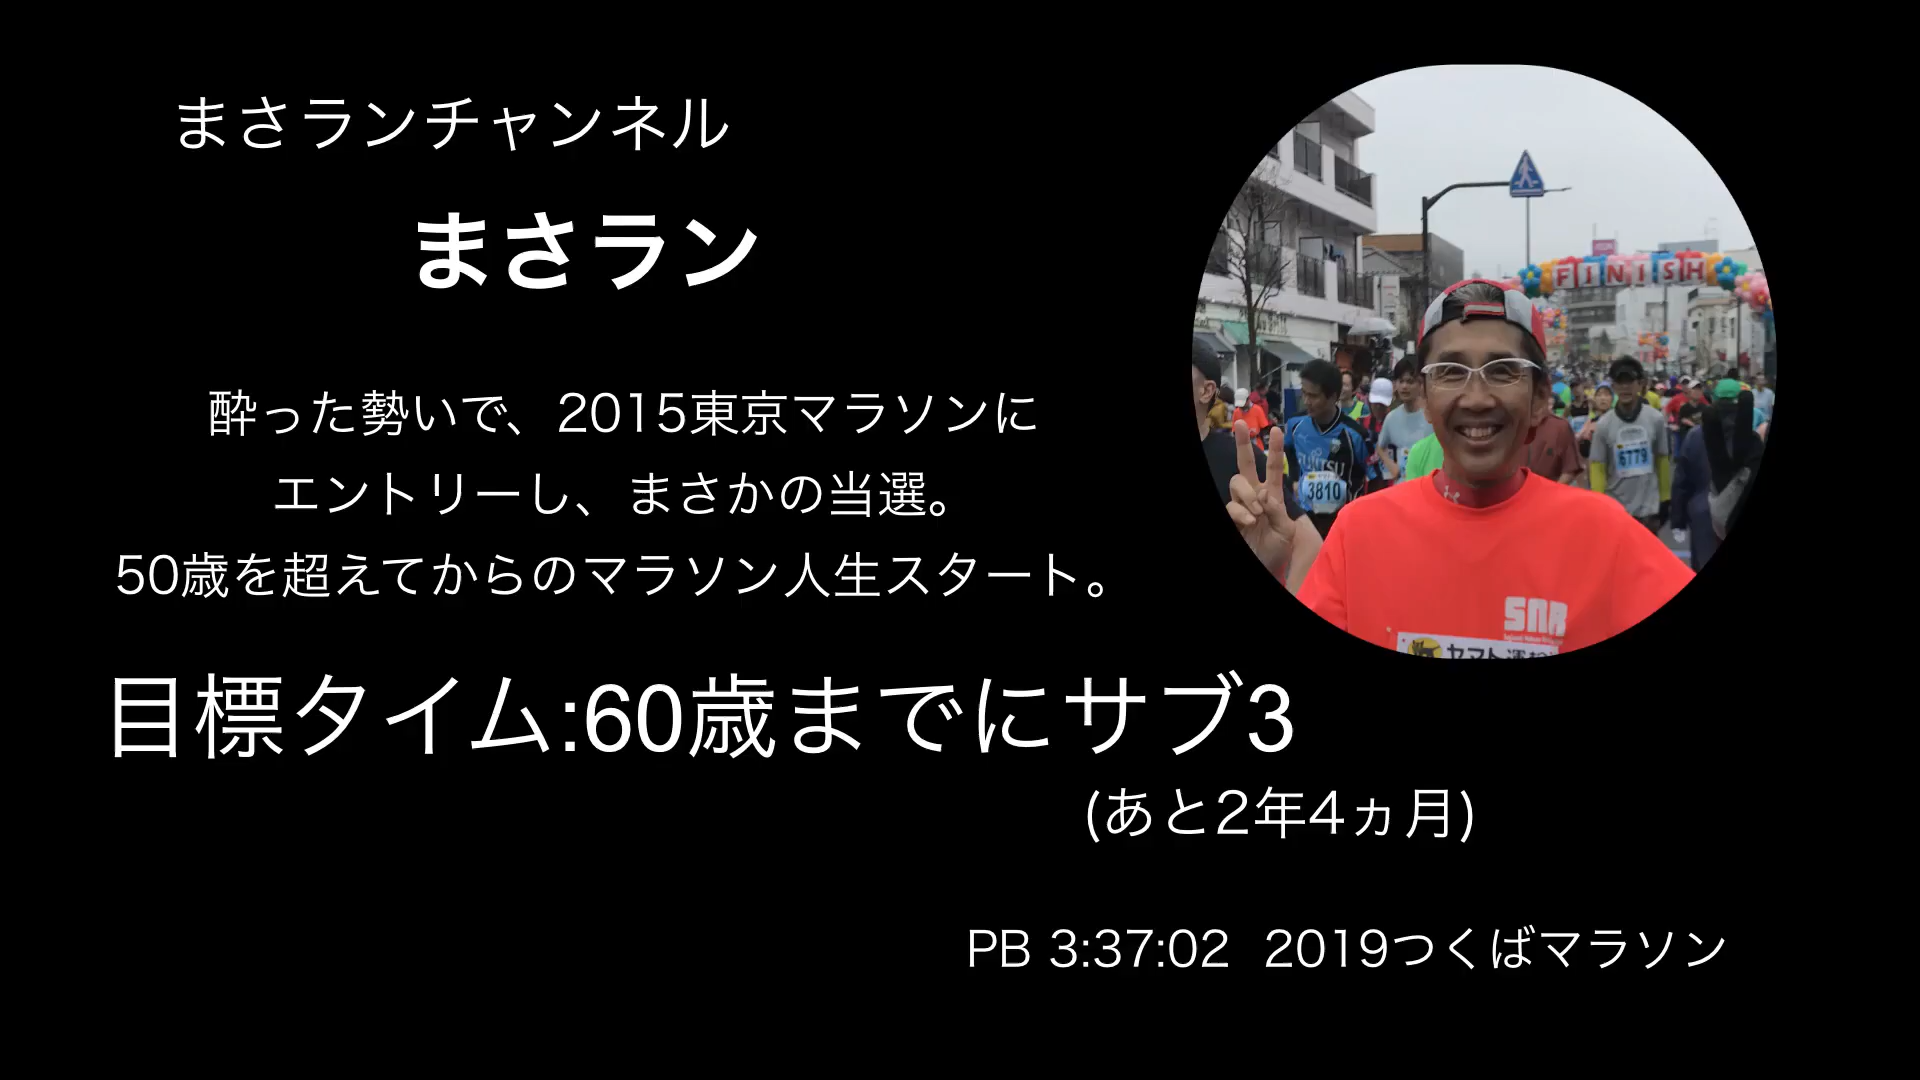 まさランチャンネル
まさラン
酔った勢いで、2015東京マラソンに
エントリーし、まさかの当選。
50歳を超えてからのマラソン人生スタート。
目標タイム:60歳までにサブ3
(あと2年4ヵ月)
PB 3:37:02 2019つくばマラソン
FINISH
6779
3810
SNR
ヤマト運